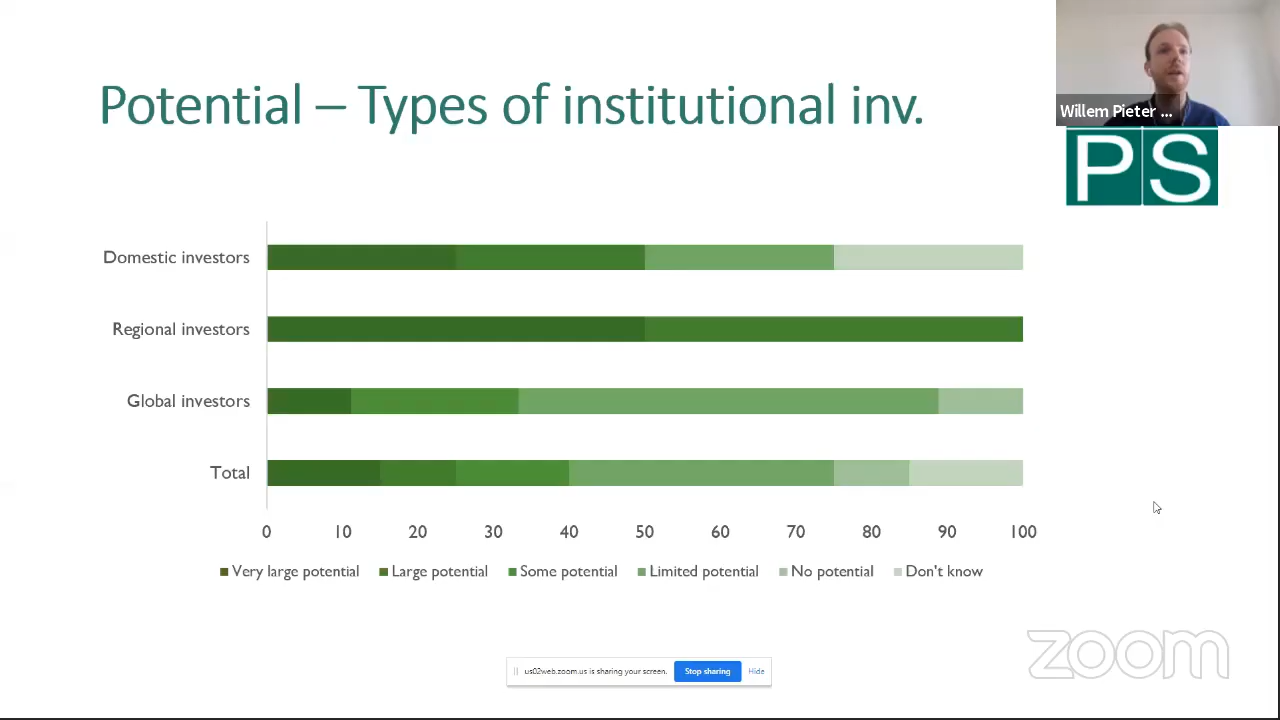 Potential – Types of institutional inv.
Willem Pieter ...
PS
Domestic investors
Regional investors
Global investors
Total
0 10 20 30 40 50 60 70 80 90 100
Very large potential Large potential Some potential Limited potential No potential Don't know
us02web.zoom.us is sharing your screen. Stop sharing Hide
zoom